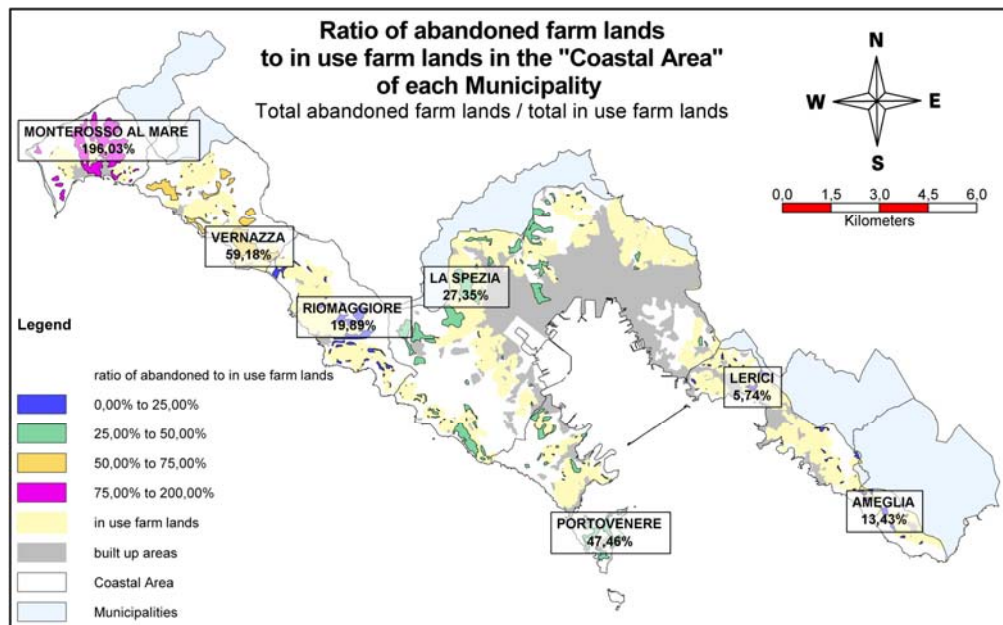 Ratio of abandoned farm lands
to in use farm lands in the "Coastal Area"
of each Municipality
Total abandoned farm lands / total in use farm lands
N
W
E
S
0,0
1,5
3,0
4,5
6,0
Kilometers
MONTEROSSO AL MARE
196,03%
VERNAZZA
59,18%
LA SPEZIA
27,35%
RIOMAGGIORE
19,89%
LERICI
5,74%
AMEGLIA
13,43%
PORTOVENERE
47,46%
Legend
ratio of abandoned to in use farm lands
0,00% to 25,00%
25,00% to 50,00%
50,00% to 75,00%
75,00% to 200,00%
in use farm lands
built up areas
Coastal Area
Municipalities